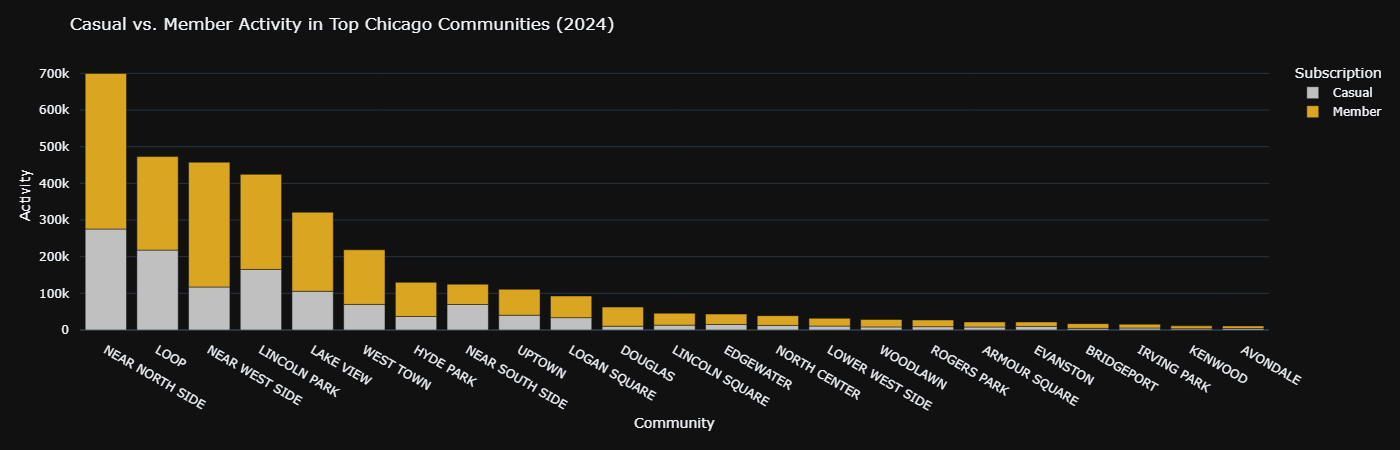 Casual vs. Member Activity in Top Chicago Communities (2024)
Subscription
Casual
Member
Activity
700k
600k
500k
400k
300k
200k
100k
0
NEAR NORTH SIDE
LOOP
NEAR WEST SIDE
LINCOLN PARK
LAKE VIEW
WEST TOWN
HYDE PARK
NEAR SOUTH SIDE
UPTOWN
LOGAN SQUARE
DOUGLAS
LINCOLN SQUARE
EDGEWATER
NORTH CENTER
LOWER WEST SIDE
WOODLAWN
ROGERS PARK
ARMOUR SQUARE
EVANSTON
BRIDGEPORT
IRVING PARK
KENWOOD
AVONDALE
Community